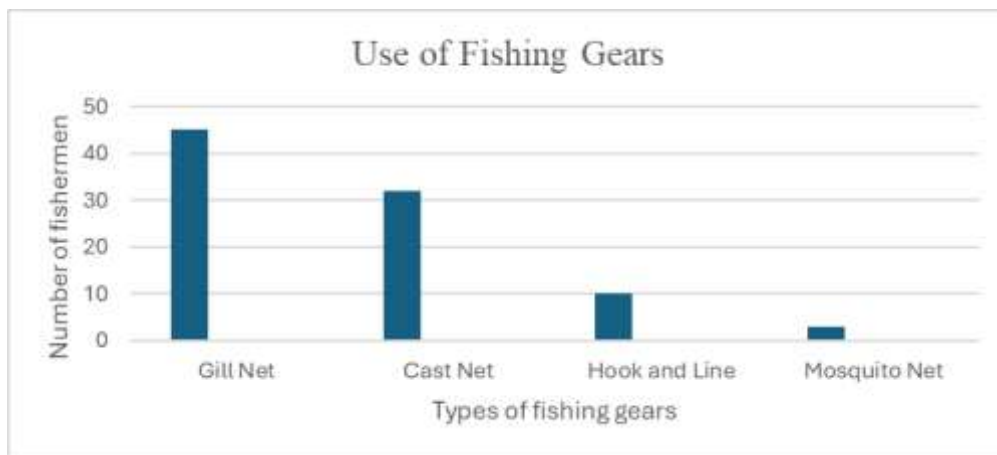 Use of Fishing Gears
Number of fishermen
50
40
30
20
10
0
Gill Net Cast Net Hook and Line Mosquito Net
Types of fishing gears